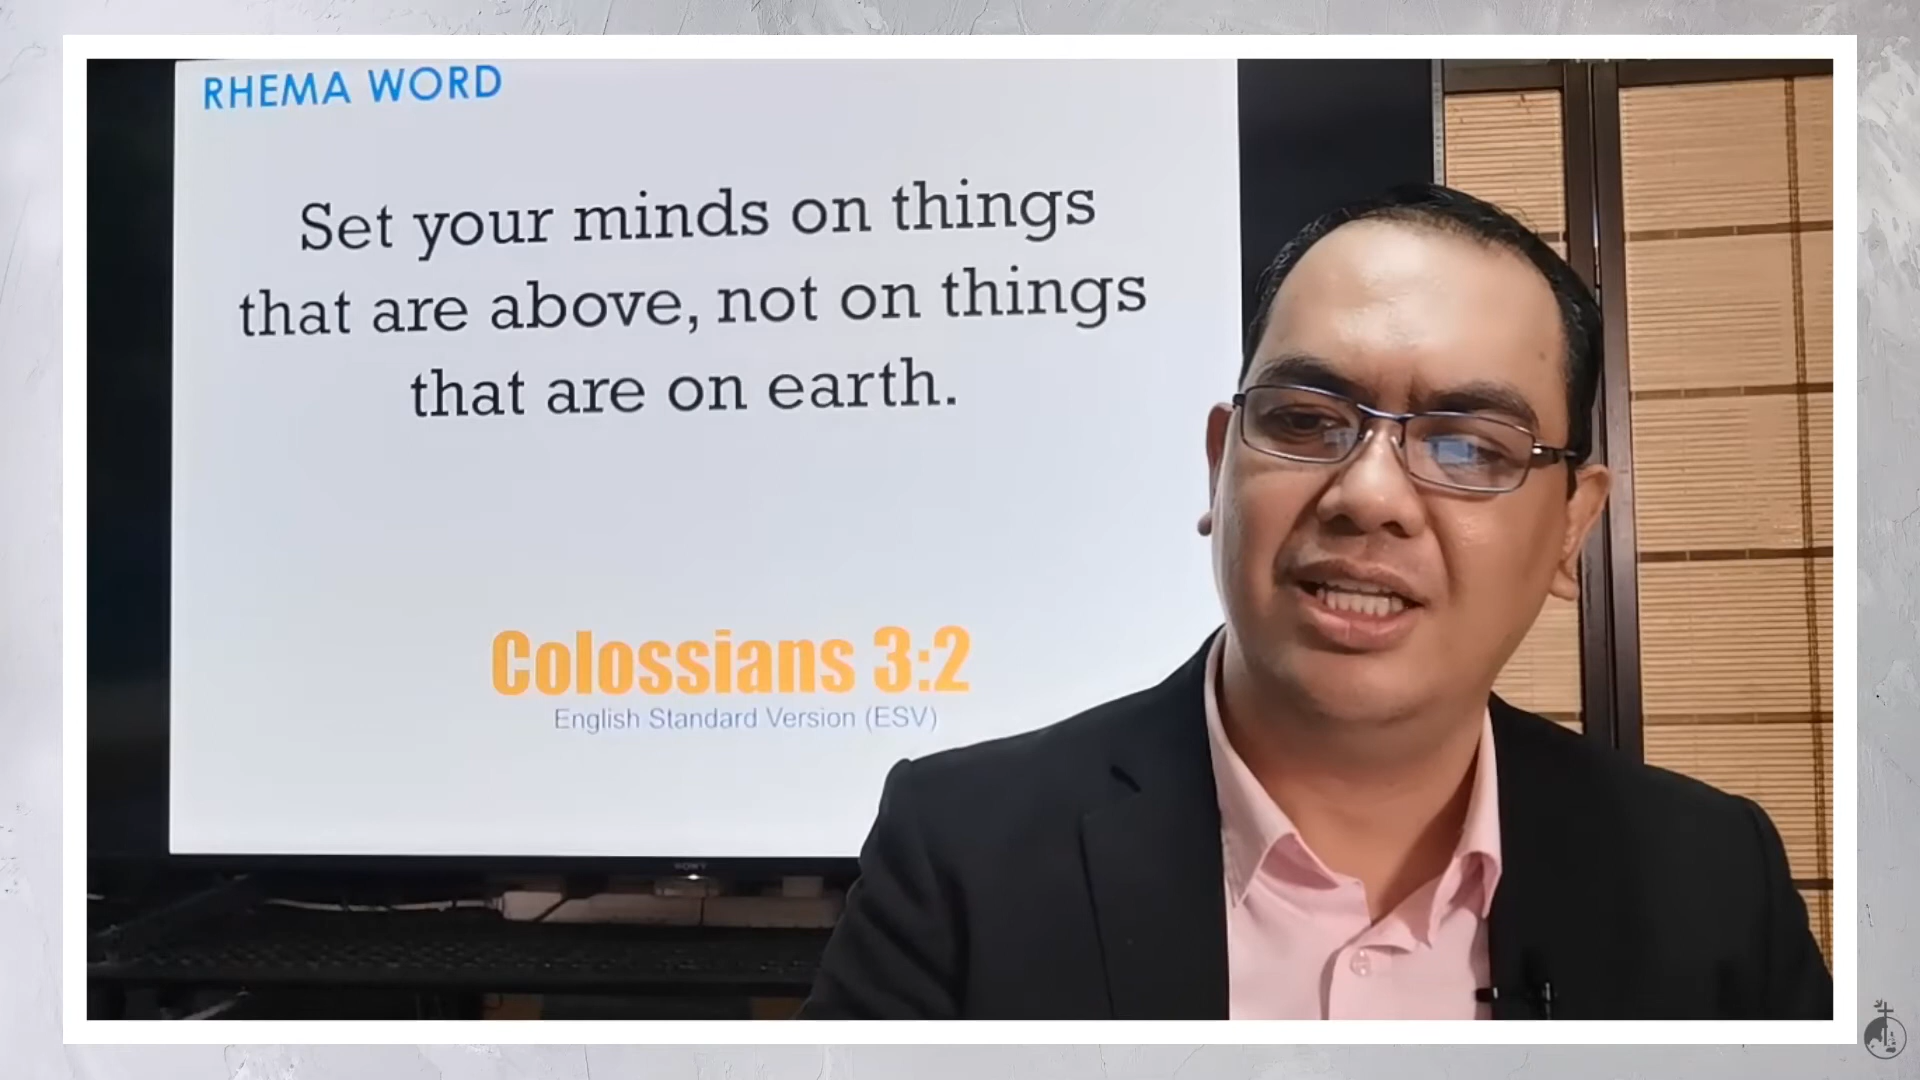 RHEMA WORD
Set your minds on things
that are above, not on things
that are on earth.
Colossians 3:2
English Standard Version (ESV)
SONY